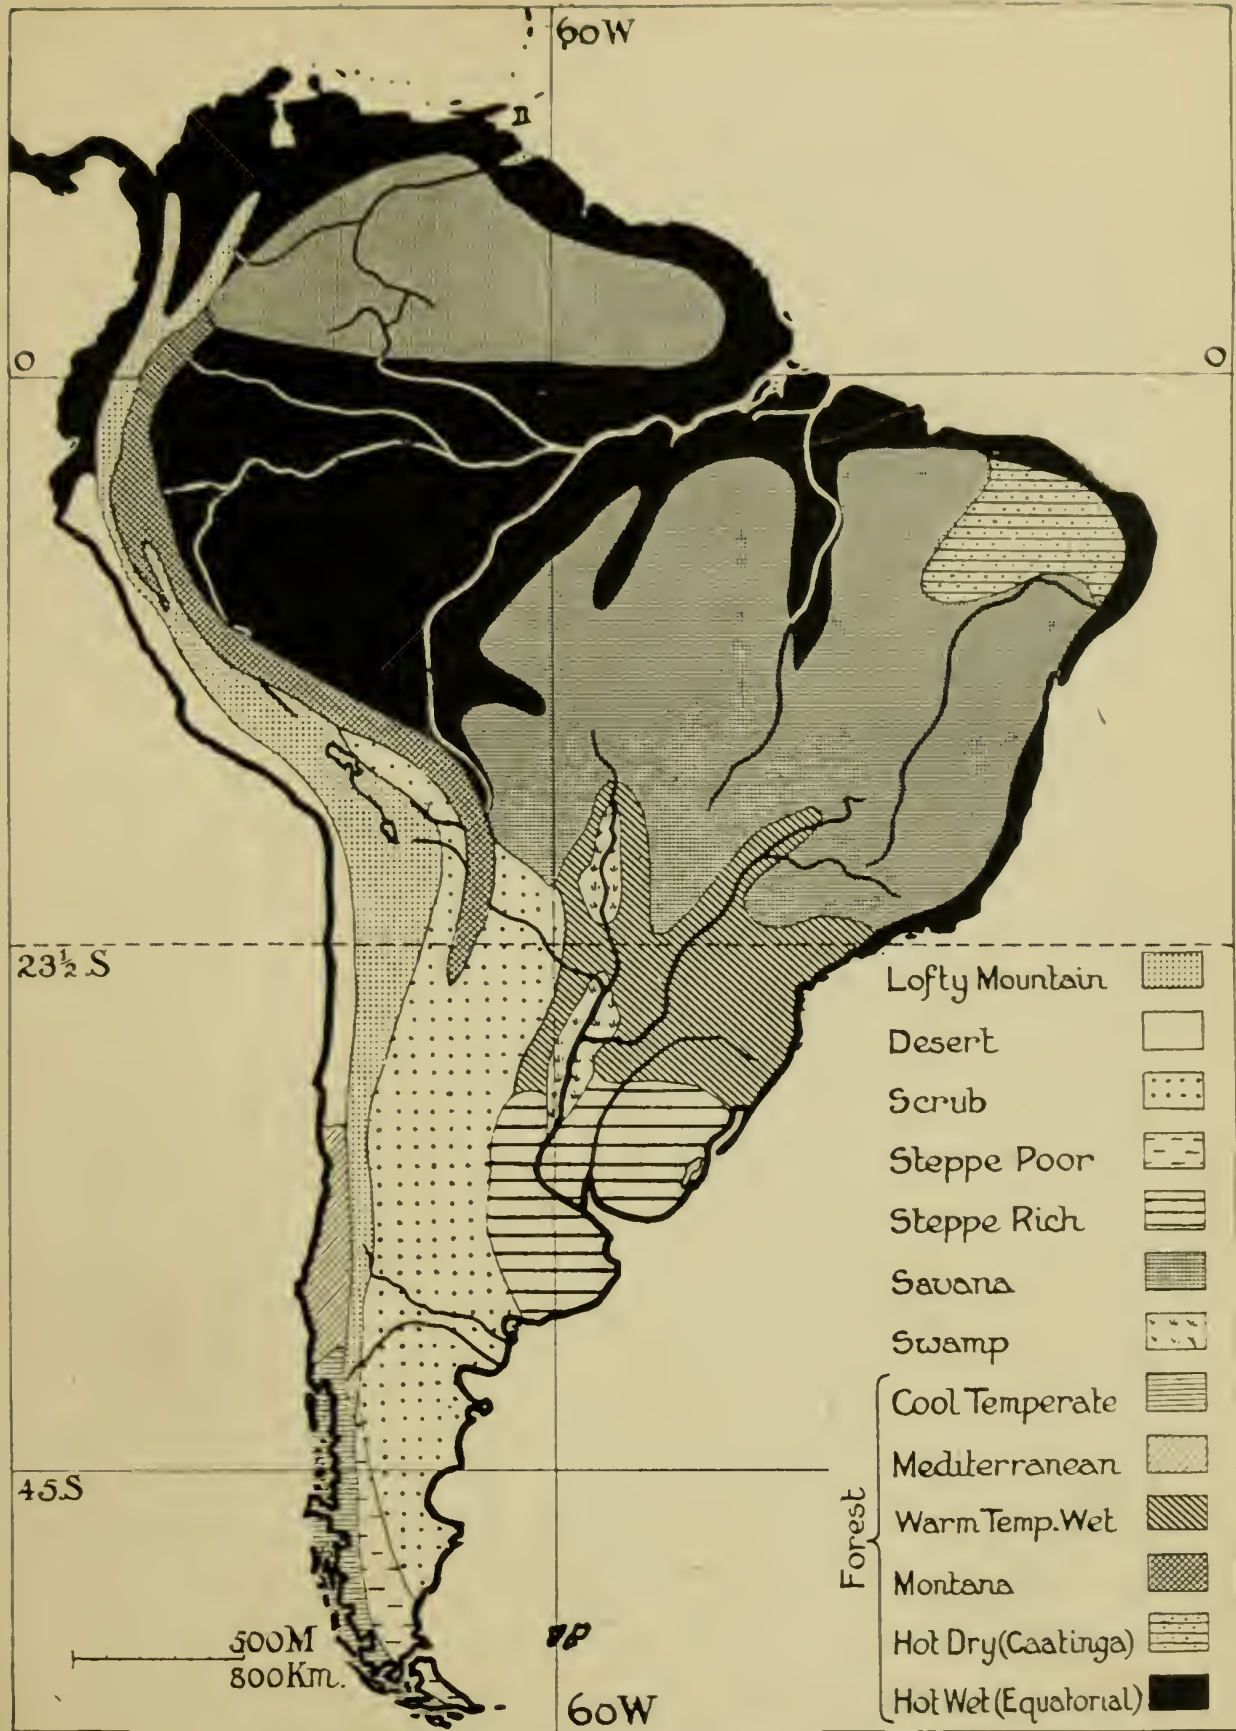 60W
0
0
23½ S
Lofty Mountain
Desert
Scrub
Steppe Poor
Steppe Rich
Savana
Swamp
Cool Temperate
45S
Mediterranean
Warm Temp. Wet
Forest
Montana
Hot Dry (Caatinga)
500M
800Km.
Hot Wet (Equatorial)
60W